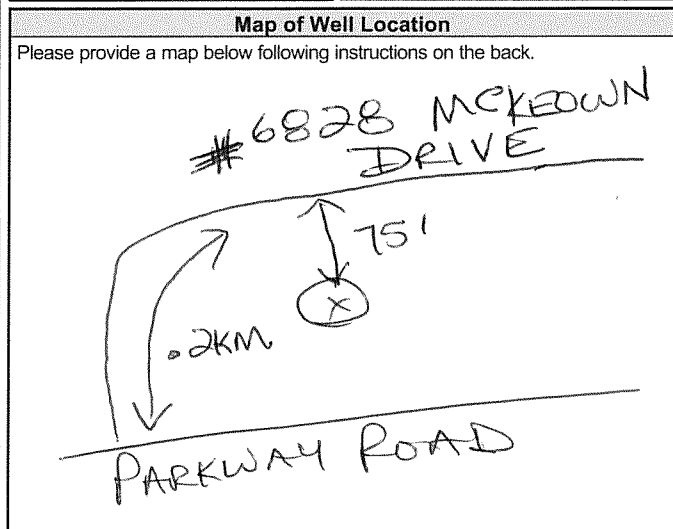 Map of Well Location
Please provide a map below following instructions on the back.
#6828 MCKEOWN
DRIVE
75'
X
.2KM
PARKWAY ROAD